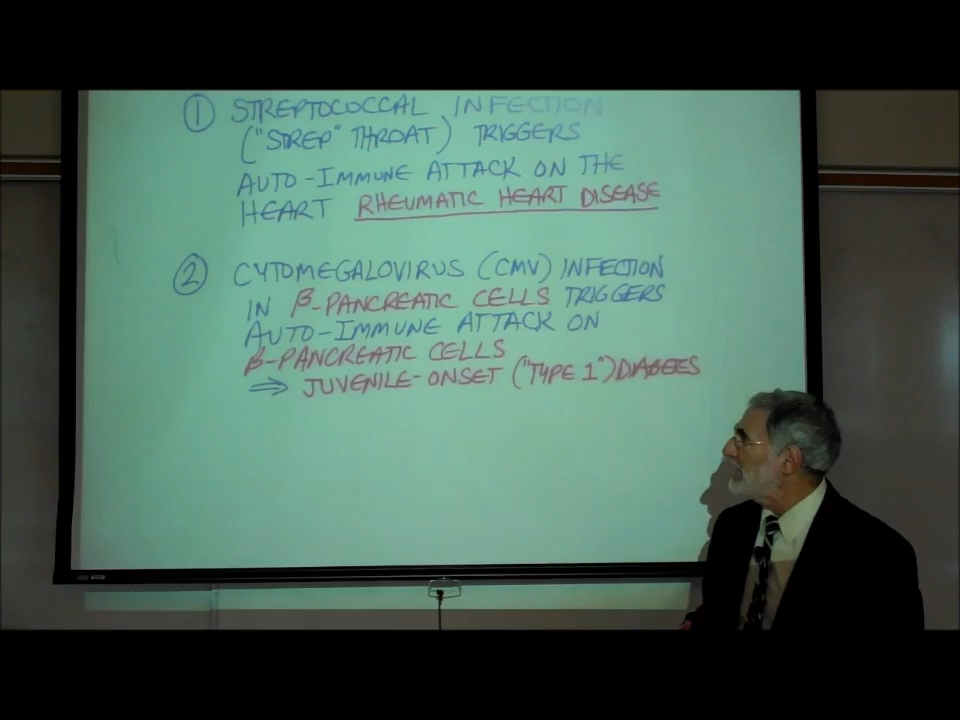 ① STREPTOCOCCAL INFECTION
("STREP" THROAT) TRIGGERS
AUTO-IMMUNE ATTACK ON THE
HEART RHEUMATIC HEART DISEASE
② CYTOMEGALOVIRUS (CMV) INFECTION
IN β-PANCREATIC CELLS TRIGGERS
AUTO-IMMUNE ATTACK ON
β-PANCREATIC CELLS
⇒ JUVENILE-ONSET ("TYPE 1")